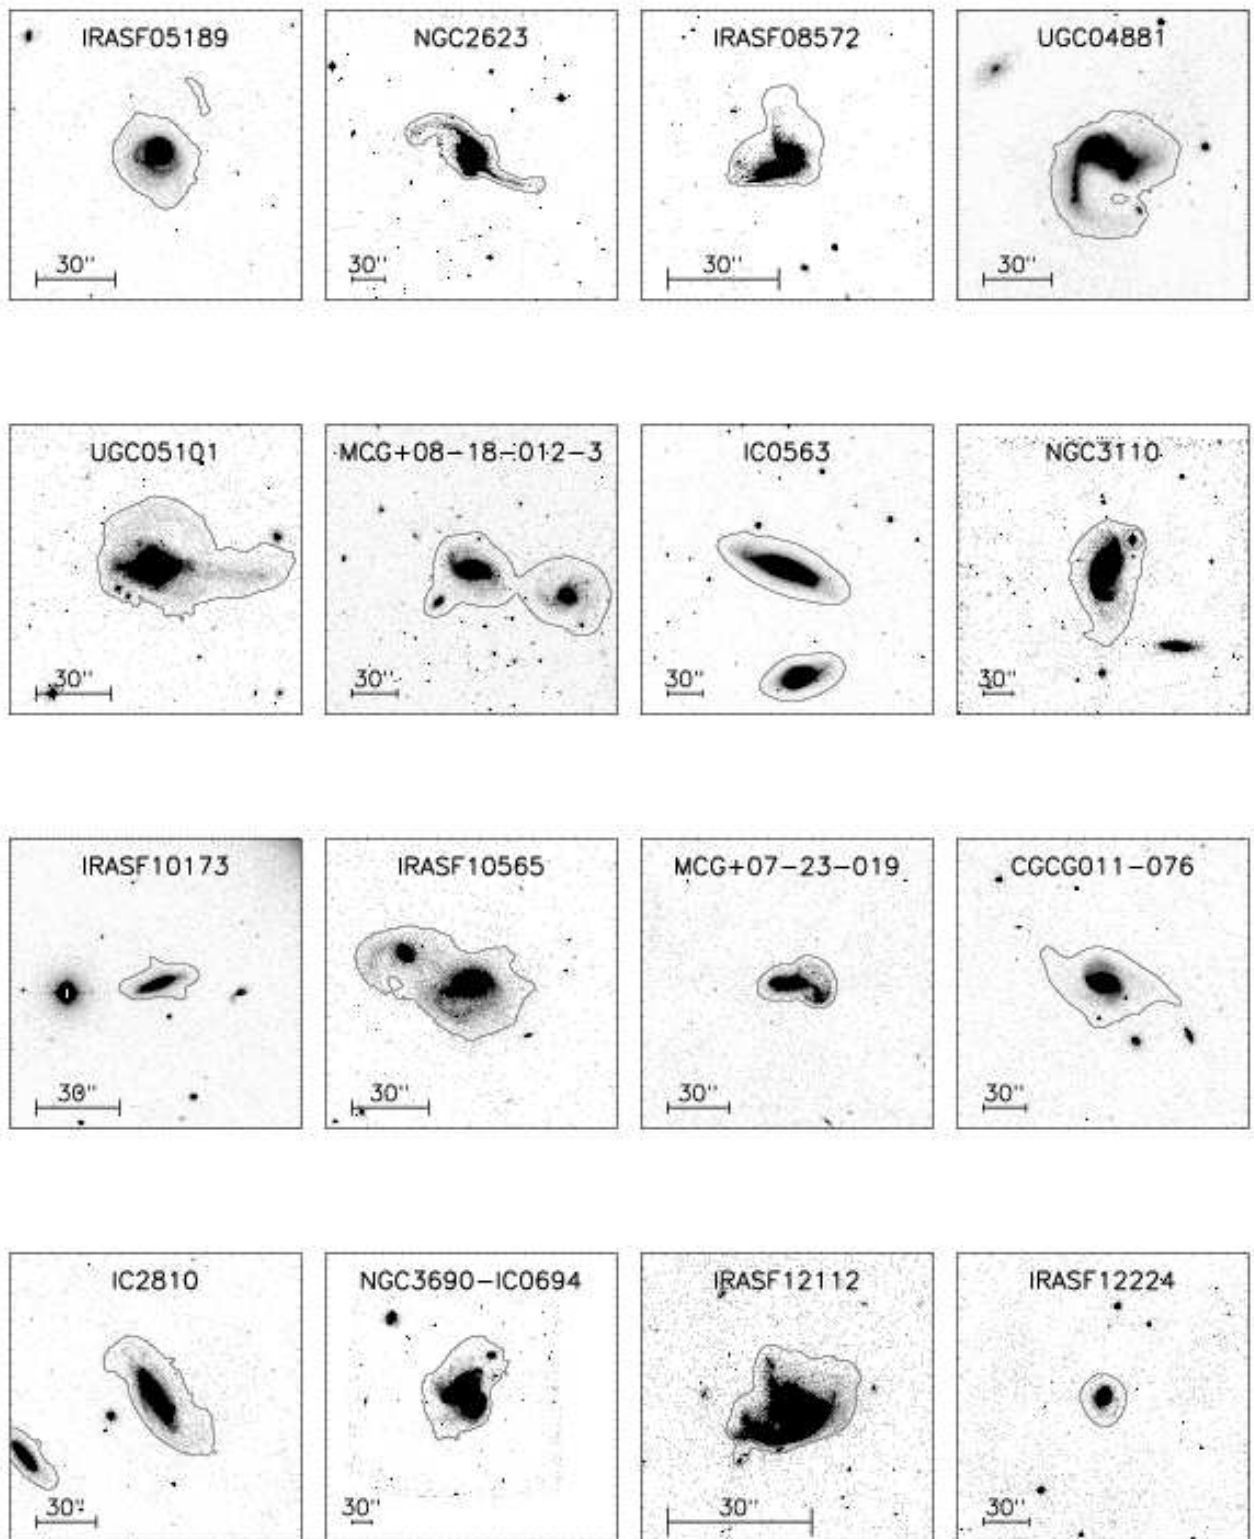 IRASF05189
NGC2623
IRASF08572
UGC04881
30''
30''
30''
30''
UGC05101
MCG+08-18-012-3
IC0563
NGC3110
30''
30''
30''
30''
IRASF10173
IRASF10565
MCG+07-23-019
CGCG011-076
30''
30''
30''
30''
IC2810
NGC3690-IC0694
IRASF12112
IRASF12224
30''
30''
30''
30''